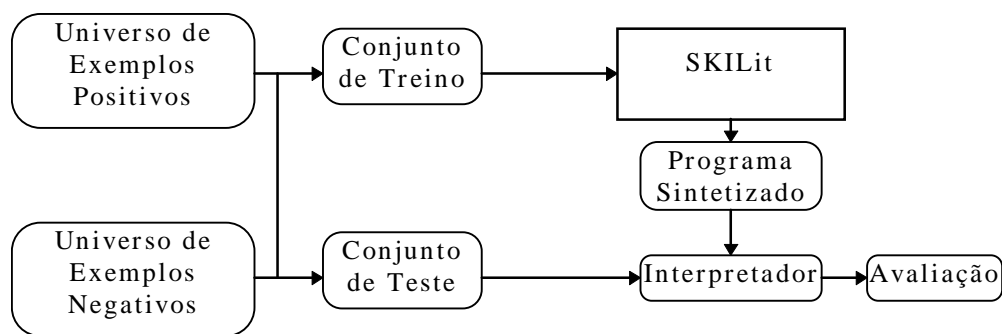 Universo de
Exemplos
Positivos
Conjunto
de Treino
SKILit
Programa
Sintetizado
Universo de
Exemplos
Negativos
Conjunto
de Teste
Interpretador
Avaliação